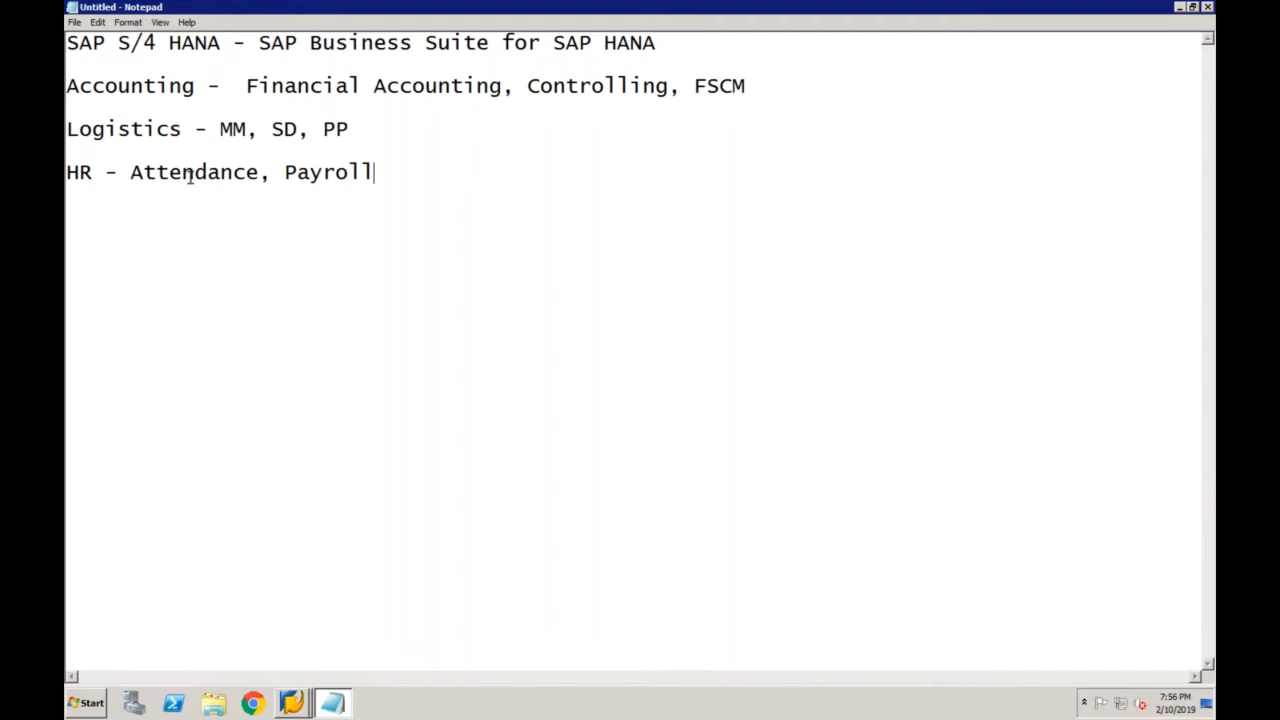 Untitled - Notepad
File Edit Format View Help
SAP S/4 HANA - SAP Business Suite for SAP HANA
Accounting -  Financial Accounting, Controlling, FSCM
Logistics - MM, SD, PP
HR - Attendance, Payroll
Start
7:56 PM
2/10/2019